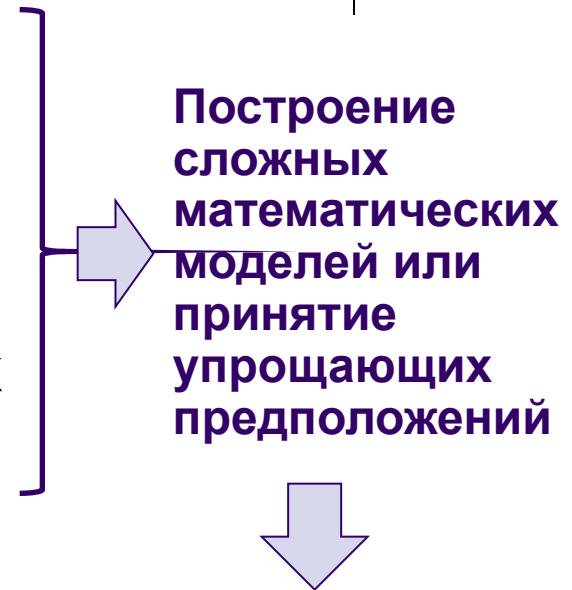 Построение
сложных
математических
моделей или
принятие
упрощающих
предположений